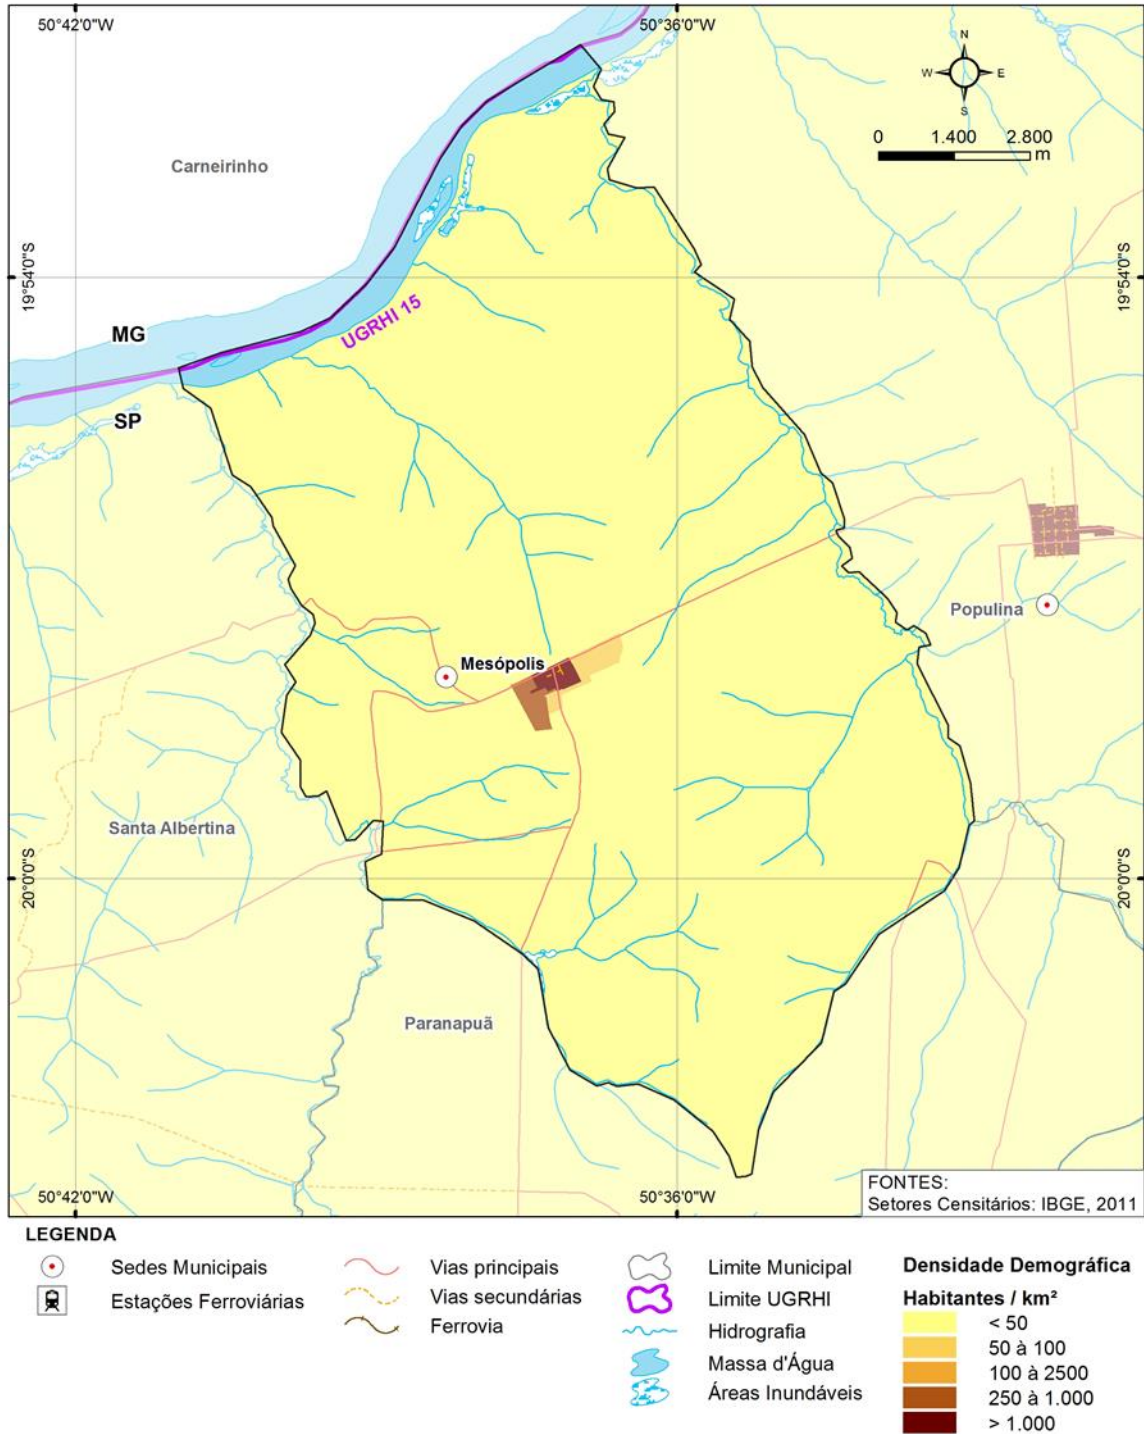 50°42'0"W
50°36'0"W
N
W
E
S
0 1.400 2.800
m
Carneirinho
19°54'0"S
19°54'0"S
UGRHI 15
MG
SP
Populina
Mesópolis
Santa Albertina
20°0'0"S
20°0'0"S
Paranapuã
50°42'0"W
50°36'0"W
FONTES:
Setores Censitários: IBGE, 2011
LEGENDA
Sedes Municipais
Estações Ferroviárias
Vias principais
Vias secundárias
Ferrovia
Limite Municipal
Limite UGRHI
Hidrografia
Massa d'Água
Áreas Inundáveis
Densidade Demográfica
Habitantes / km²
< 50
50 à 100
100 à 2500
250 à 1.000
> 1.000